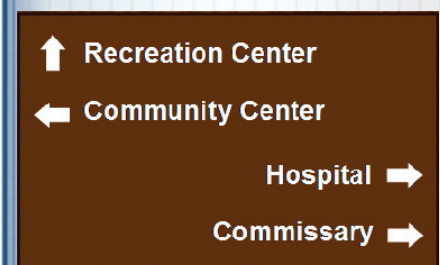 Recreation Center
Community Center
Hospital
Commissary